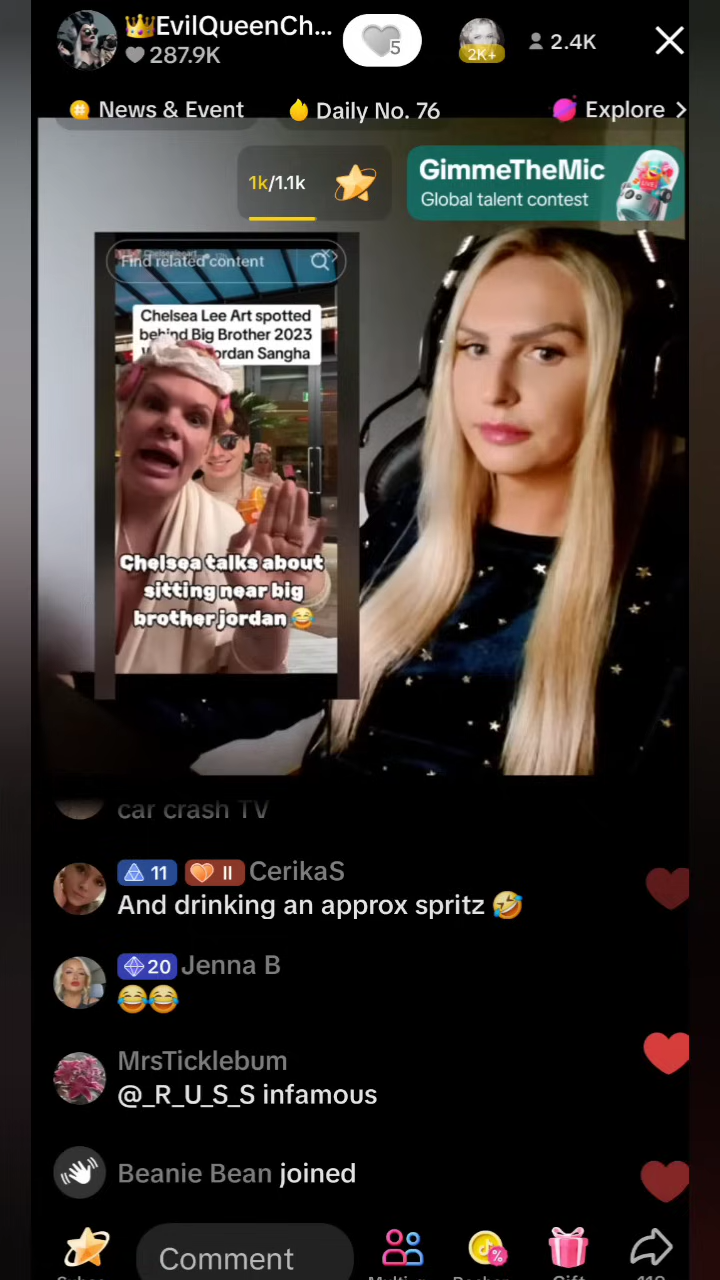 👑EvilQueenCh...
287.9K
5
2K+
2.4K
News & Event
Daily No. 76
Explore >
1k/1.1k
GimmeTheMic
Global talent contest
LIVE
Find related content
Chelsea Lee Art spotted
behind Big Brother 2023
Jordan Sangha
Chelsea talks about
sitting near big
brother jordan 😂
car crash TV
11 II CerikaS
And drinking an approx spritz 🤣
20 Jenna B
😂😂
MrsTicklebum
@_R_U_S_S infamous
Beanie Bean joined
Comment